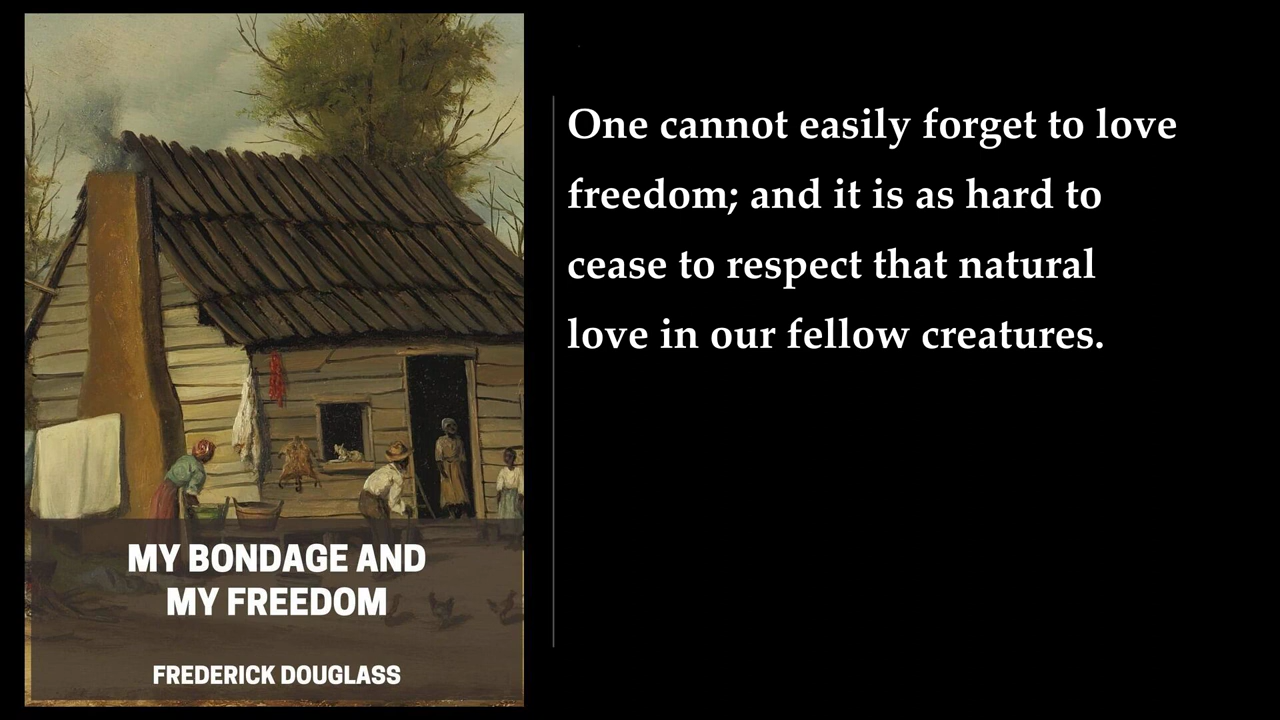 MY BONDAGE AND
MY FREEDOM
FREDERICK DOUGLASS
One cannot easily forget to love
freedom; and it is as hard to
cease to respect that natural
love in our fellow creatures.